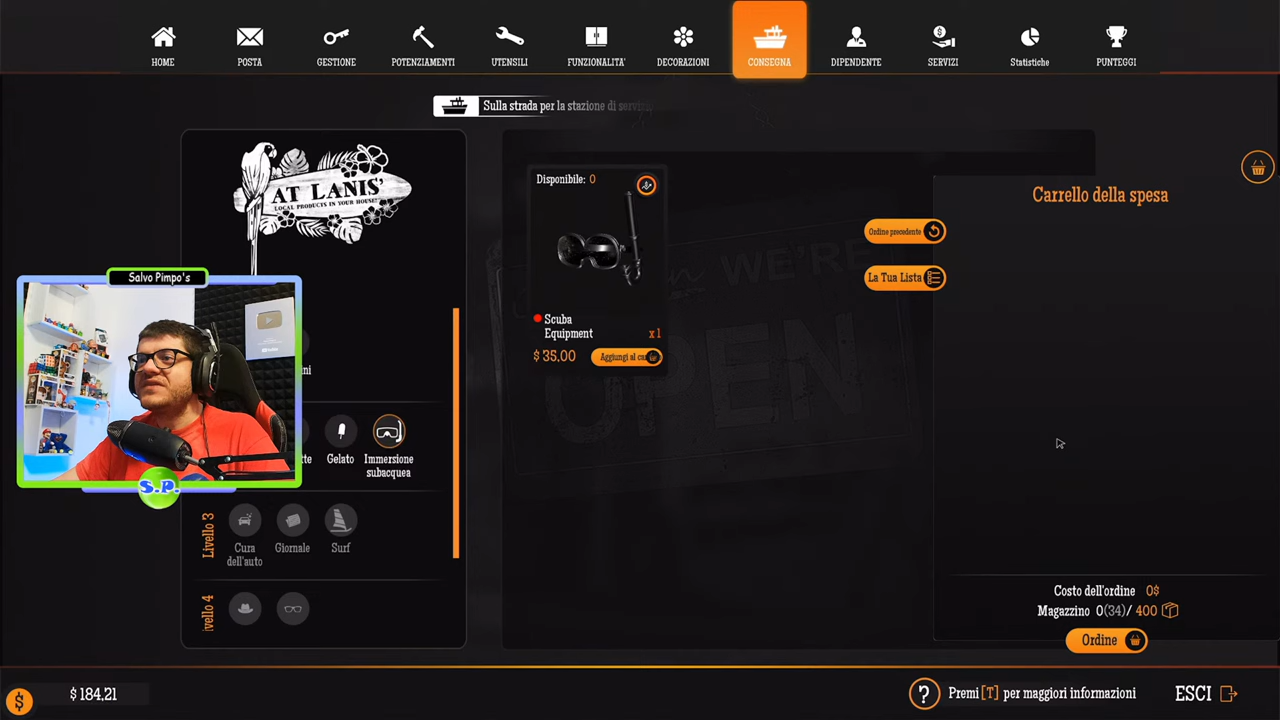 HOME
POSTA
GESTIONE
POTENZIAMENTI
UTENSILI
FUNZIONALITA'
DECORAZIONI
CONSEGNA
DIPENDENTE
SERVIZI
Statistiche
PUNTEGGI
Sulla strada per la stazione di
AT LANIS'
LOCAL PRODUCTS IN YOUR HOUSE!
Disponibile: 0
Carrello della spesa
Ordine precedente
WE'RE
OPEN
La Tua Lista
Salvo Pimpo's
Scuba
Equipment
x1
$ 35,00
Aggiungi al
Gelato
Immersione
subacquea
S.P.
Livello 3
Cura
dell'auto
Giornale
Surf
Costo dell'ordine 0$
Magazzino 0(34)/ 400
Ordine
$ 184,21
? Premi [T] per maggiori informazioni
ESCI